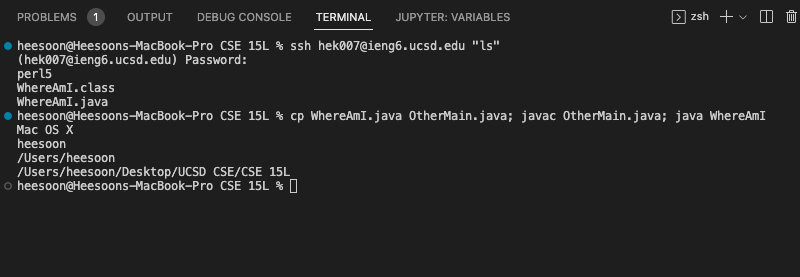 PROBLEMS 1 OUTPUT DEBUG CONSOLE TERMINAL JUPYTER: VARIABLES zsh
heesoon@Heesoons-MacBook-Pro CSE 15L % ssh hek007@ieng6.ucsd.edu "ls"
(hek007@ieng6.ucsd.edu) Password:
perl5
WhereAmI.class
WhereAmI.java
heesoon@Heesoons-MacBook-Pro CSE 15L % cp WhereAmI.java OtherMain.java; javac OtherMain.java; java WhereAmI
Mac OS X
heesoon
/Users/heesoon
/Users/heesoon/Desktop/UCSD CSE/CSE 15L
heesoon@Heesoons-MacBook-Pro CSE 15L %